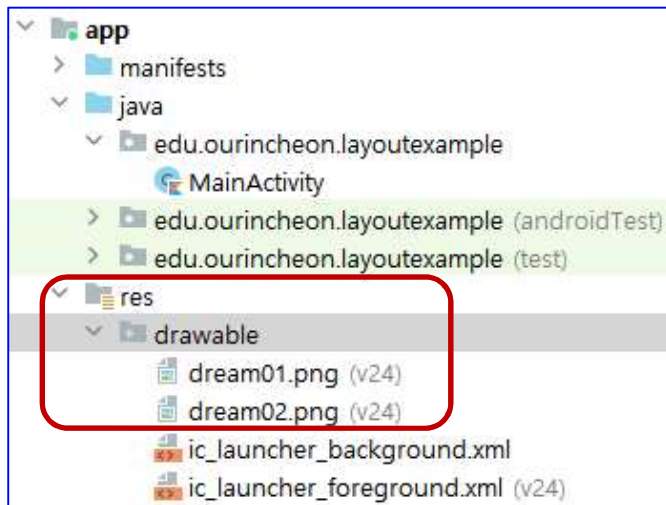 app
manifests
java
edu.ourincheon.layoutexample
MainActivity
edu.ourincheon.layoutexample (androidTest)
edu.ourincheon.layoutexample (test)
res
drawable
dream01.png (v24)
dream02.png (v24)
ic_launcher_background.xml
ic_launcher_foreground.xml (v24)